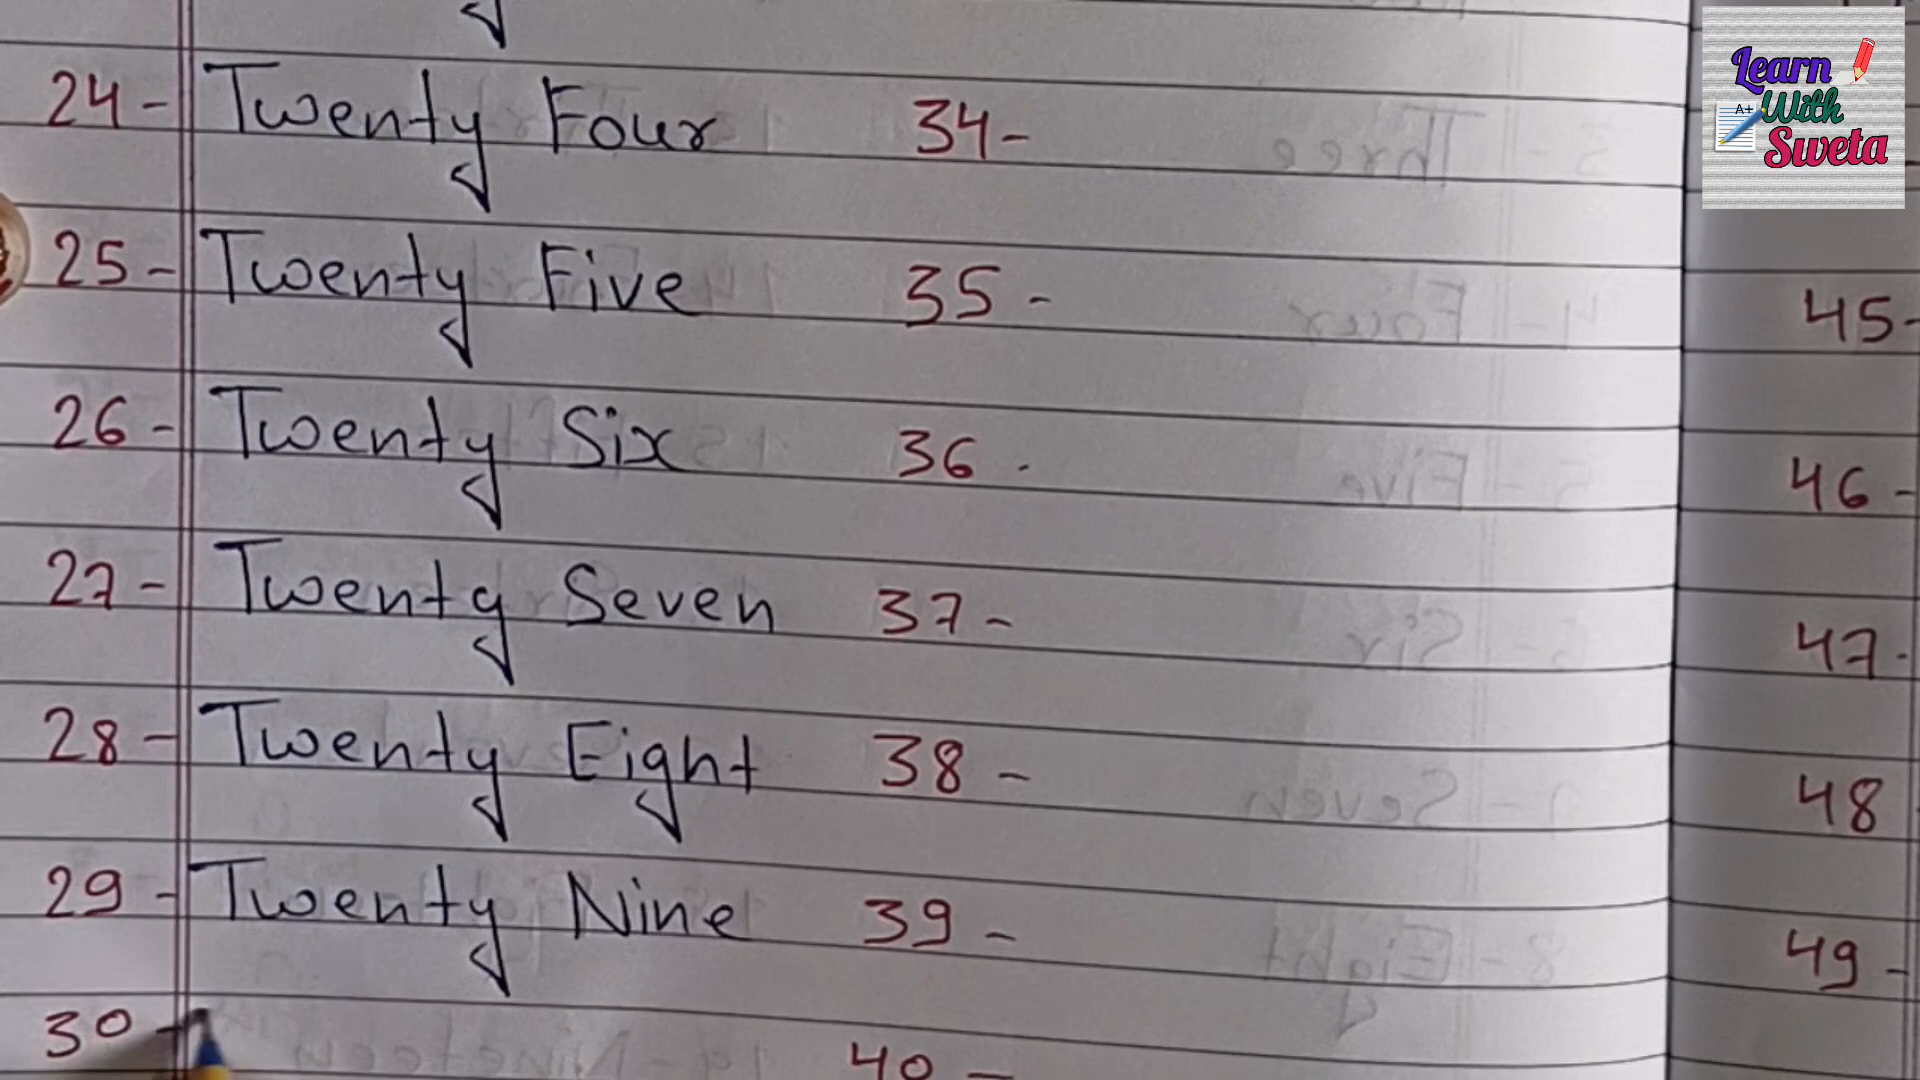 24- Twenty Four 34-
25- Twenty Five 35- 45-
26- Twenty Six 36- 46-
27- Twenty Seven 37- 47-
28- Twenty Eight 38- 48
29- Twenty Nine 39- 49-
30- 40-
Learn
A+ With
Sweta